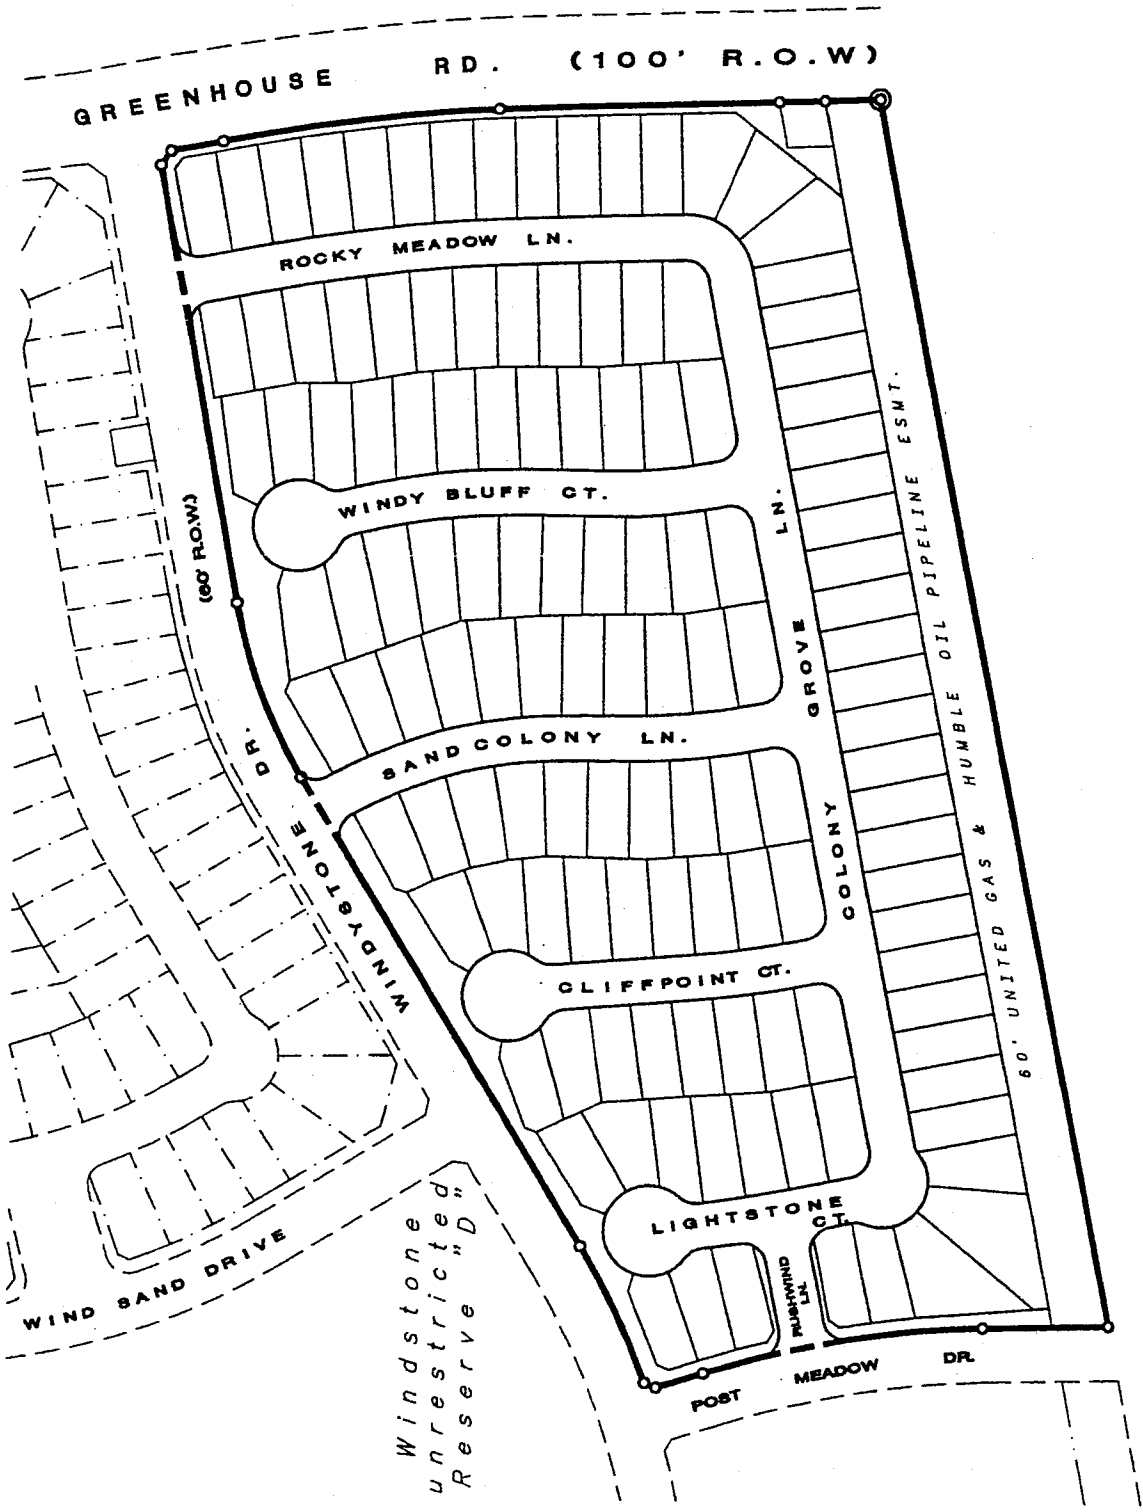 GREENHOUSE RD. (100' R.O.W)
ROCKY MEADOW LN.
WINDY BLUFF CT.
(60' R.O.W.)
SAND COLONY LN.
WINDYSTONE DR.
COLONY GROVE LN.
60' UNITED GAS & HUMBLE OIL PIPELINE ESMT.
CLIFFPOINT CT.
LIGHTSTONE
CT.
RUSHWIND
LN.
WIND SAND DRIVE
Windstone
unrestricted
Reserve "D"
POST MEADOW DR.